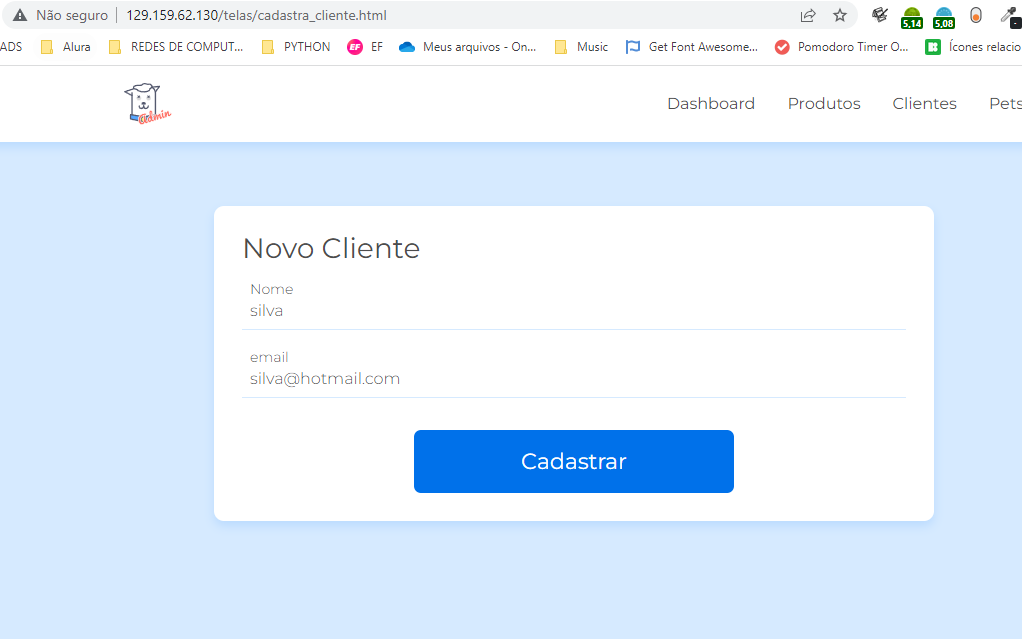 Não seguro | 129.159.62.130/telas/cadastra_cliente.html
5,14 5,08
ADS Alura REDES DE COMPUT... PYTHON EF EF Meus arquivos - On... Music Get Font Awesome... Pomodoro Timer O... Ícones relacio
Admin Dashboard Produtos Clientes Pets
Novo Cliente
Nome
silva
email
silva@hotmail.com
Cadastrar